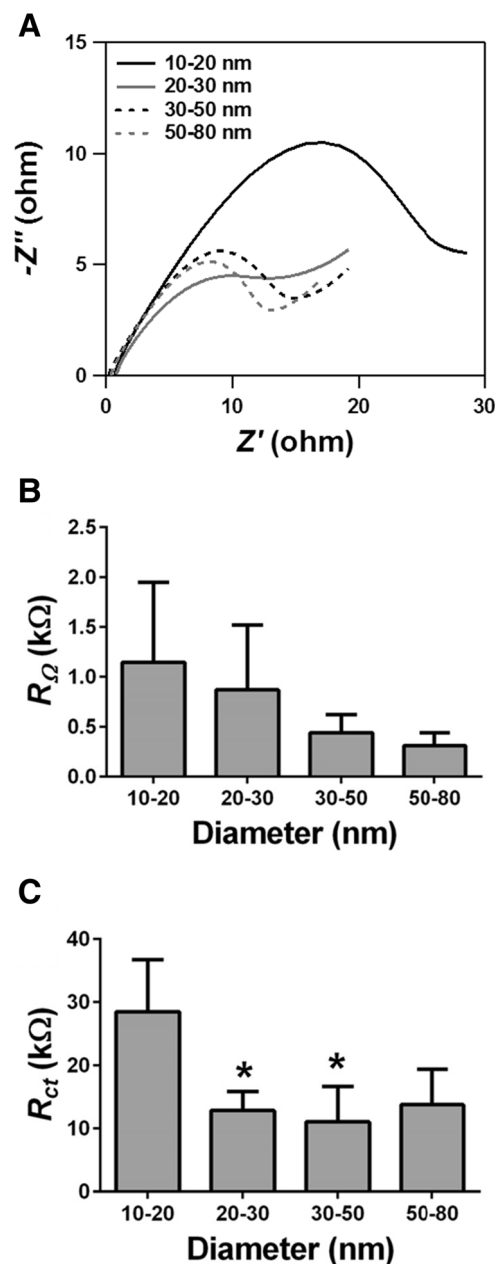 A
15
10
5
0
-Z″ (ohm)
10-20 nm
20-30 nm
30-50 nm
50-80 nm
0 10 20 30
Z′ (ohm)
B
2.5
2.0
1.5
1.0
0.5
0.0
RΩ (kΩ)
10-20 20-30 30-50 50-80
Diameter (nm)
C
40
30
20
10
0
Rct (kΩ)
* *
10-20 20-30 30-50 50-80
Diameter (nm)